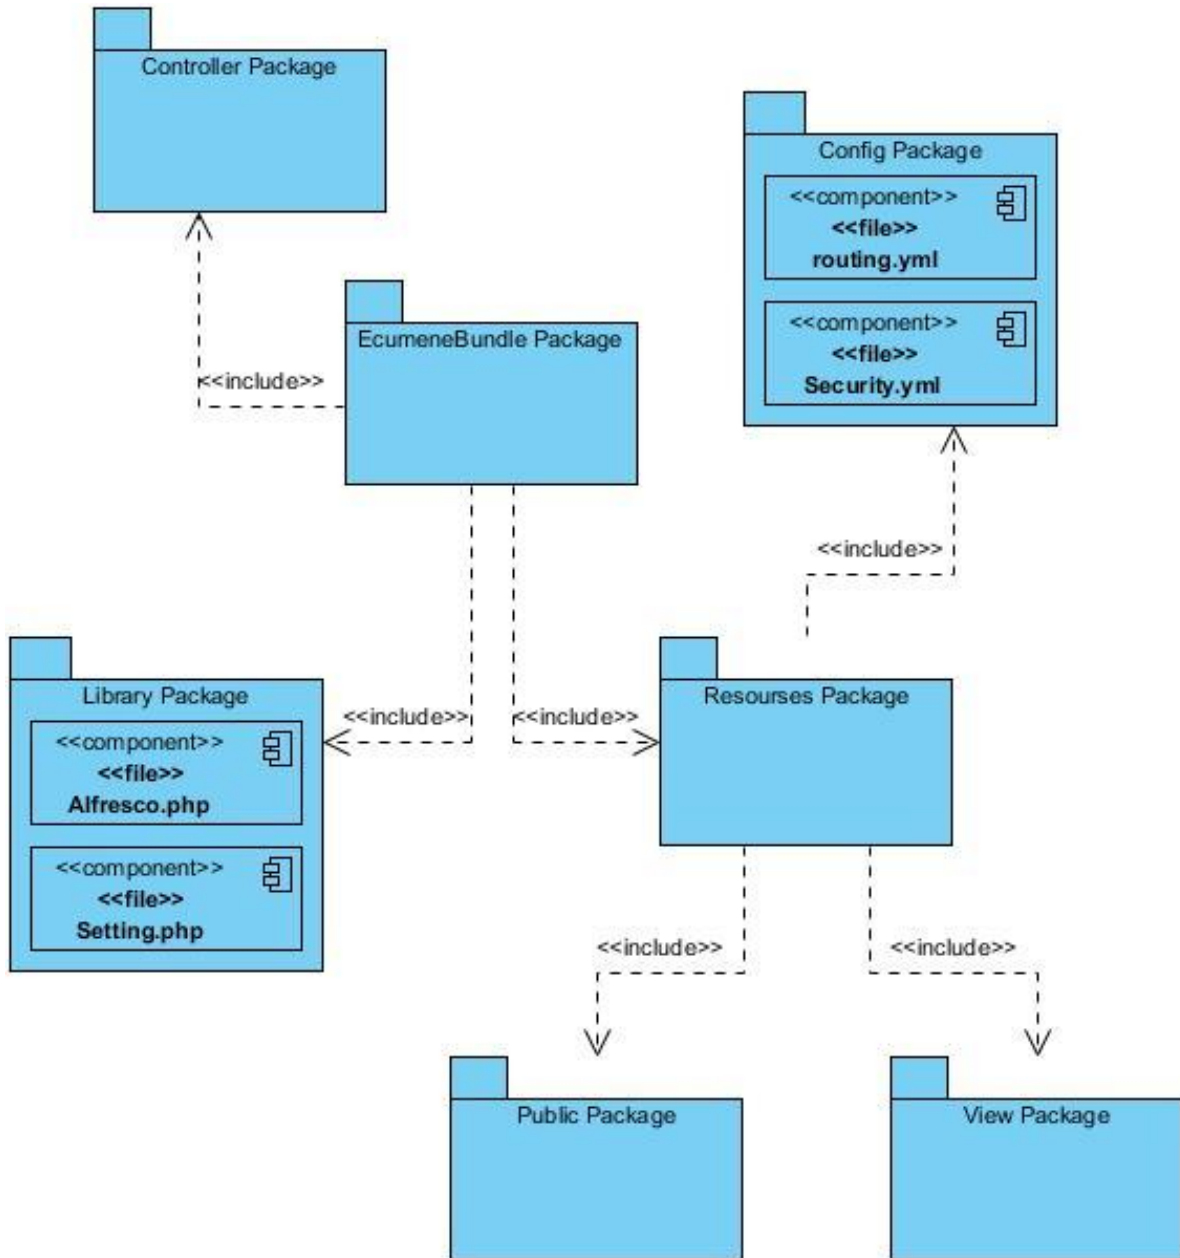 Controller Package
Config Package
<<component>>
<<file>>
routing.yml
<<component>>
<<file>>
Security.yml
EcumeneBundle Package
<<include>>
<<include>>
Library Package
<<component>>
<<file>>
Alfresco.php
<<component>>
<<file>>
Setting.php
<<include>>
<<include>>
Resourses Package
<<include>>
<<include>>
Public Package
View Package